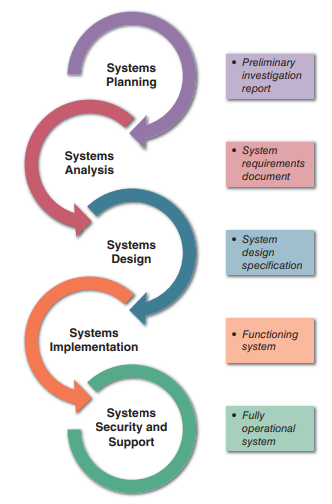 Systems
Planning
• Preliminary
investigation
report
Systems
Analysis
• System
requirements
document
Systems
Design
• System
design
specification
Systems
Implementation
• Functioning
system
Systems
Security and
Support
• Fully
operational
system